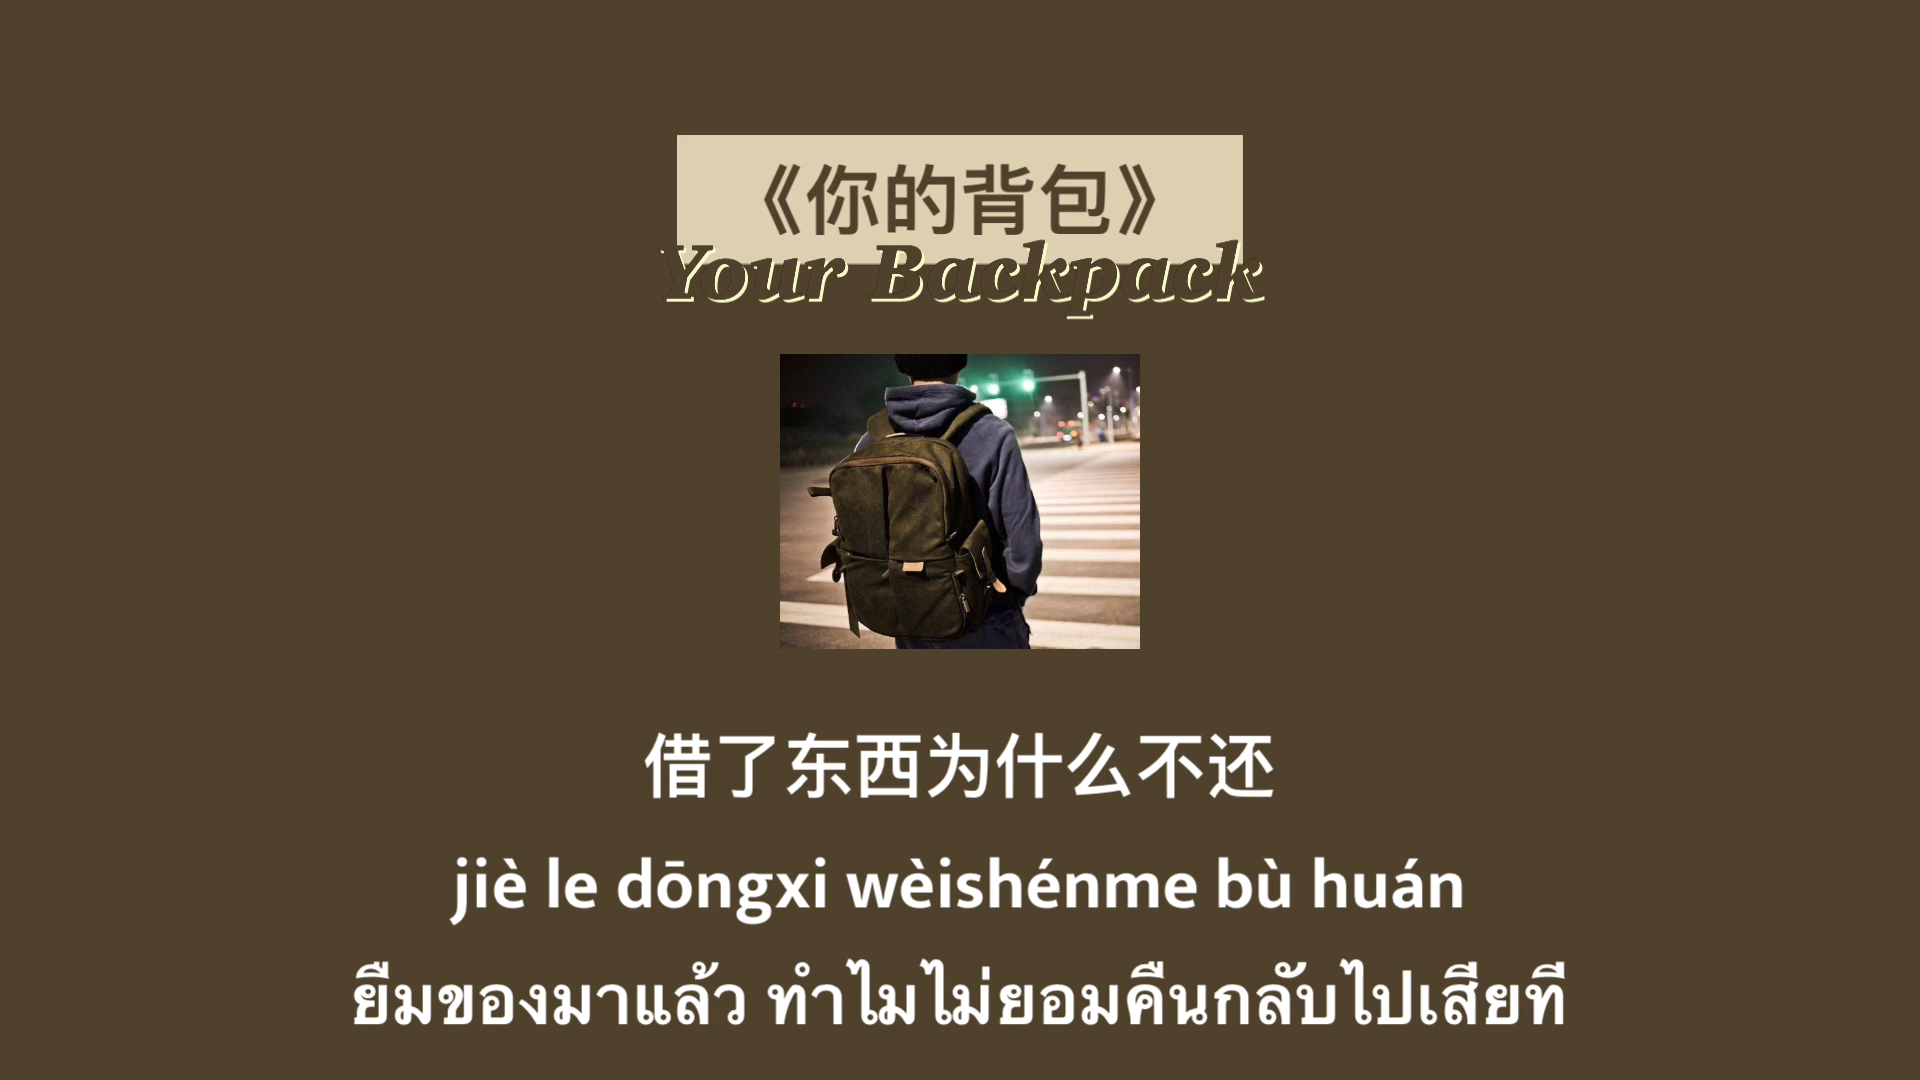 《你的背包》
Your Backpack
借了东西为什么不还
jiè le dōngxi wèishénme bù huán
ยืมของมาแล้ว ทำไมไม่ยอมคืนกลับไปเสียที